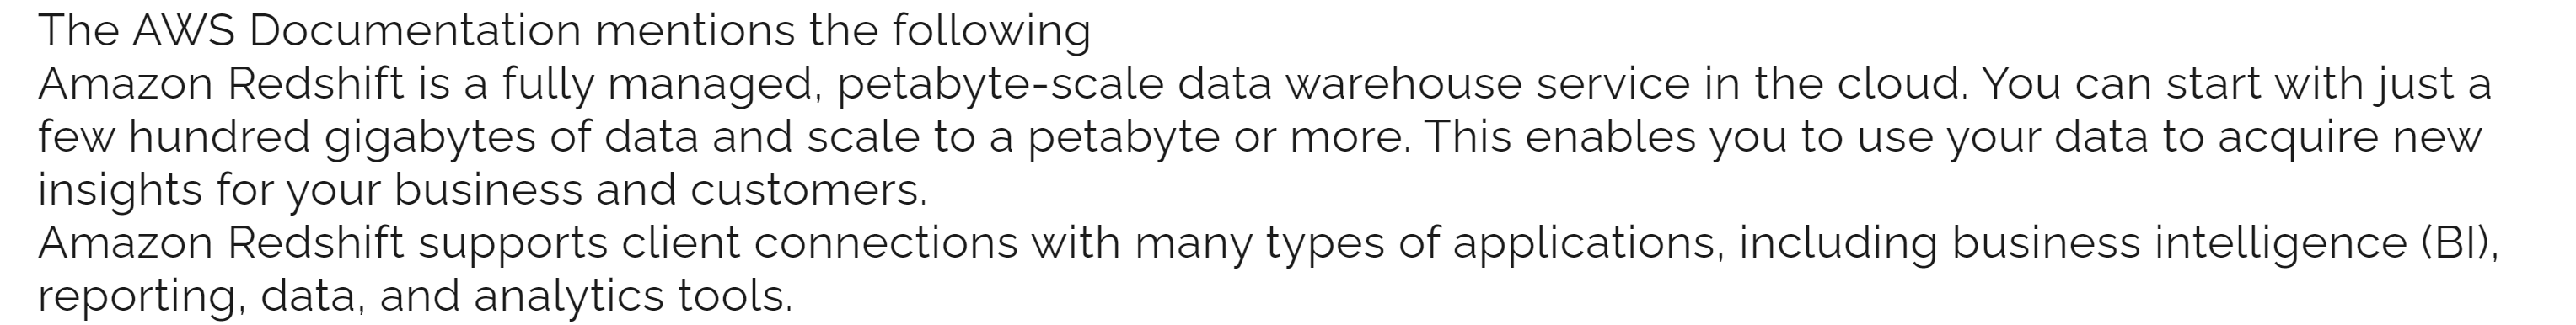 The AWS Documentation mentions the following
Amazon Redshift is a fully managed, petabyte-scale data warehouse service in the cloud. You can start with just a
few hundred gigabytes of data and scale to a petabyte or more. This enables you to use your data to acquire new
insights for your business and customers.
Amazon Redshift supports client connections with many types of applications, including business intelligence (BI),
reporting, data, and analytics tools.